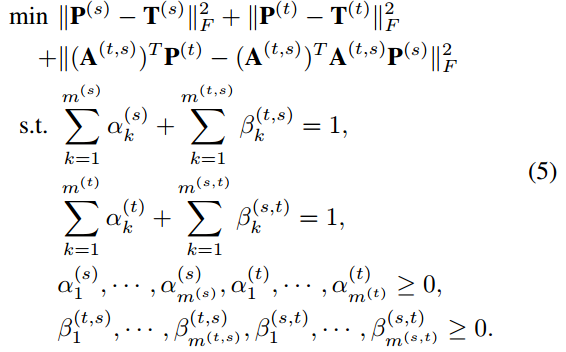 min ‖P^{(s)} − T^{(s)}‖_F^2 + ‖P^{(t)} − T^{(t)}‖_F^2
+‖(A^{(t,s)})^T P^{(t)} − (A^{(t,s)})^T A^{(t,s)} P^{(s)}‖_F^2
s.t. ∑_{k=1}^{m^{(s)}} α_k^{(s)} + ∑_{k=1}^{m^{(t,s)}} β_k^{(t,s)} = 1,
(5)
∑_{k=1}^{m^{(t)}} α_k^{(t)} + ∑_{k=1}^{m^{(s,t)}} β_k^{(s,t)} = 1,
α_1^{(s)}, ⋯ , α_{m^{(s)}}^{(s)}, α_1^{(t)}, ⋯ , α_{m^{(t)}}^{(t)} ≥ 0,
β_1^{(t,s)}, ⋯ , β_{m^{(t,s)}}^{(t,s)}, β_1^{(s,t)}, ⋯ , β_{m^{(s,t)}}^{(s,t)} ≥ 0.